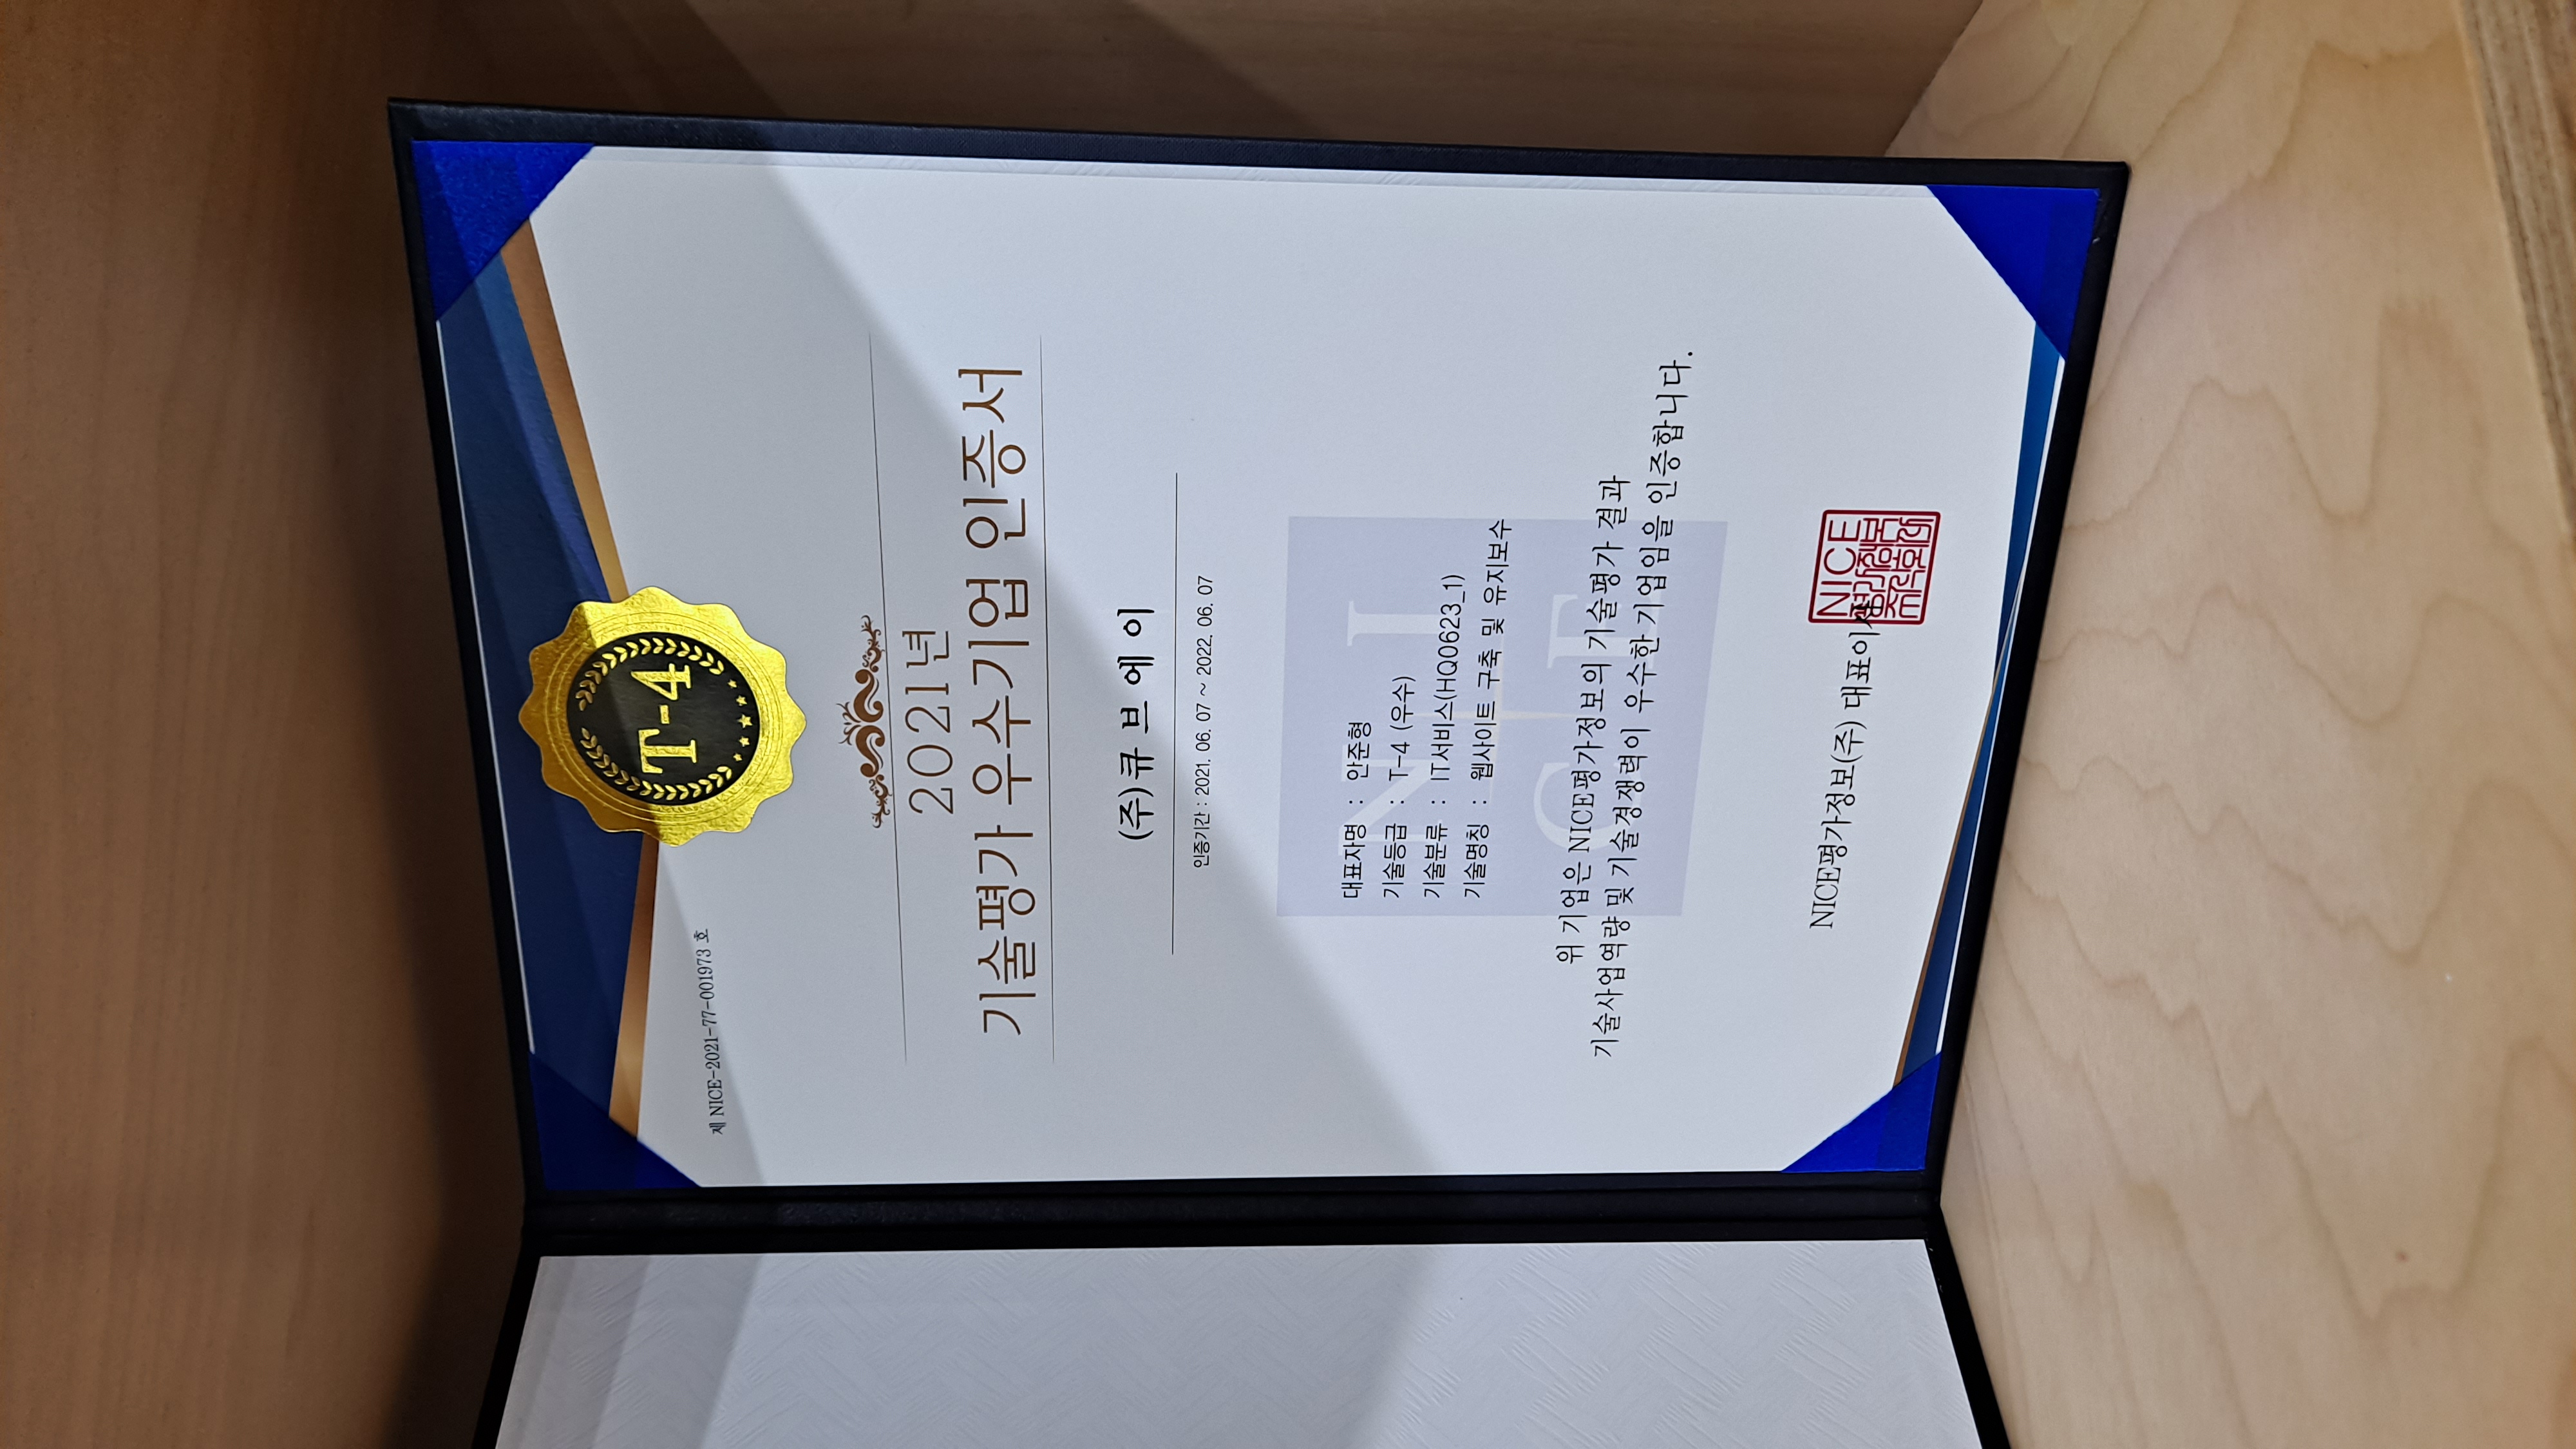 T-4
제 NICE-2021-77-001973 호
2021년
기술평가 우수기업 인증서
(주)큐브에이
인증기간 : 2021. 06. 07 ~ 2022. 06. 07
NI
CE
대표자명 : 안준형
기술등급 : T-4 (우수)
기술분류 : IT서비스(HQ0623_1)
기술명칭 : 웹사이트 구축 및 유지보수
위 기업은 NICE평가정보의 기술평가 결과
기술사업역량 및 기술경쟁력이 우수한 기업임을 인증합니다.
NICE평가정보(주) 대표이사
NICE